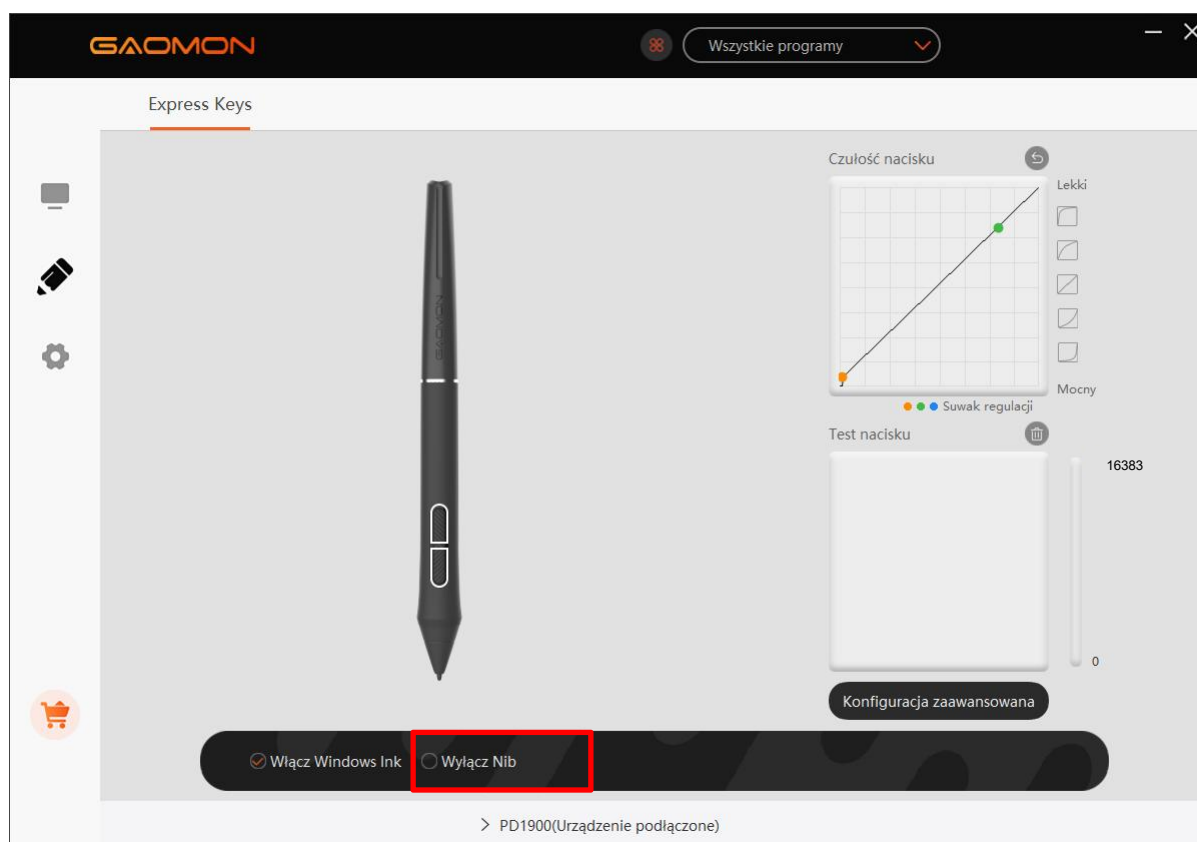 GAOMON
Wszystkie programy
Express Keys
Czułość nacisku
Lekki
GAOMON
Mocny
Suwak regulacji
Test nacisku
16383
0
Konfiguracja zaawansowana
Włącz Windows Ink
Wyłącz Nib
PD1900(Urządzenie podłączone)